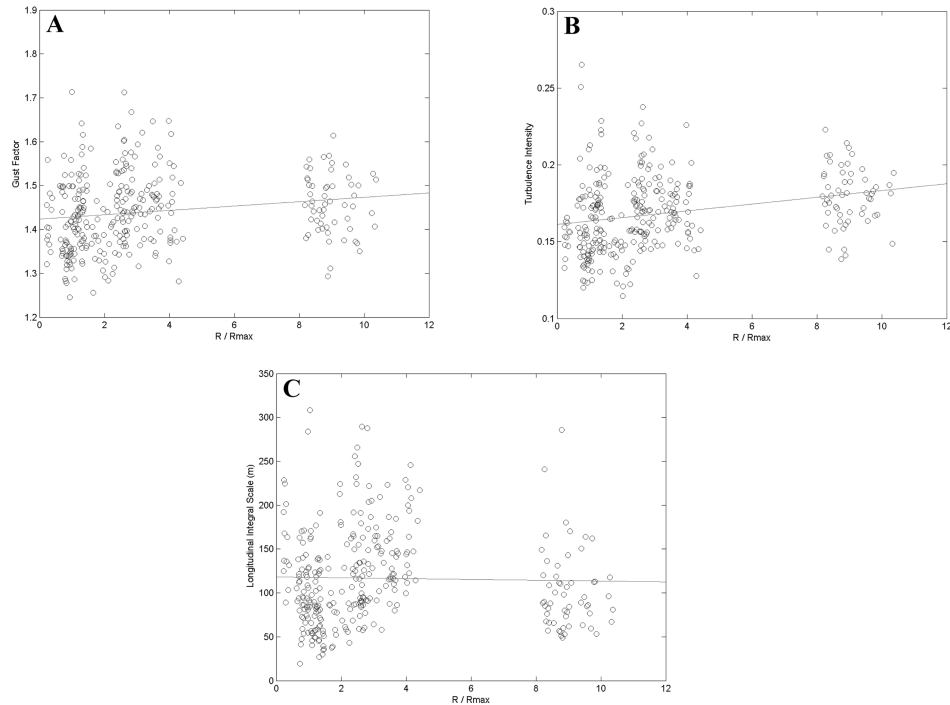 A
Gust Factor
1.9
1.8
1.7
1.6
1.5
1.4
1.3
1.2
0 2 4 6 8 10 12
R / Rmax
B
Turbulence Intensity
0.3
0.25
0.2
0.15
0.1
0 2 4 6 8 10 12
R / Rmax
C
Longitudinal Integral Scale (m)
350
300
250
200
150
100
50
0
0 2 4 6 8 10 12
R / Rmax